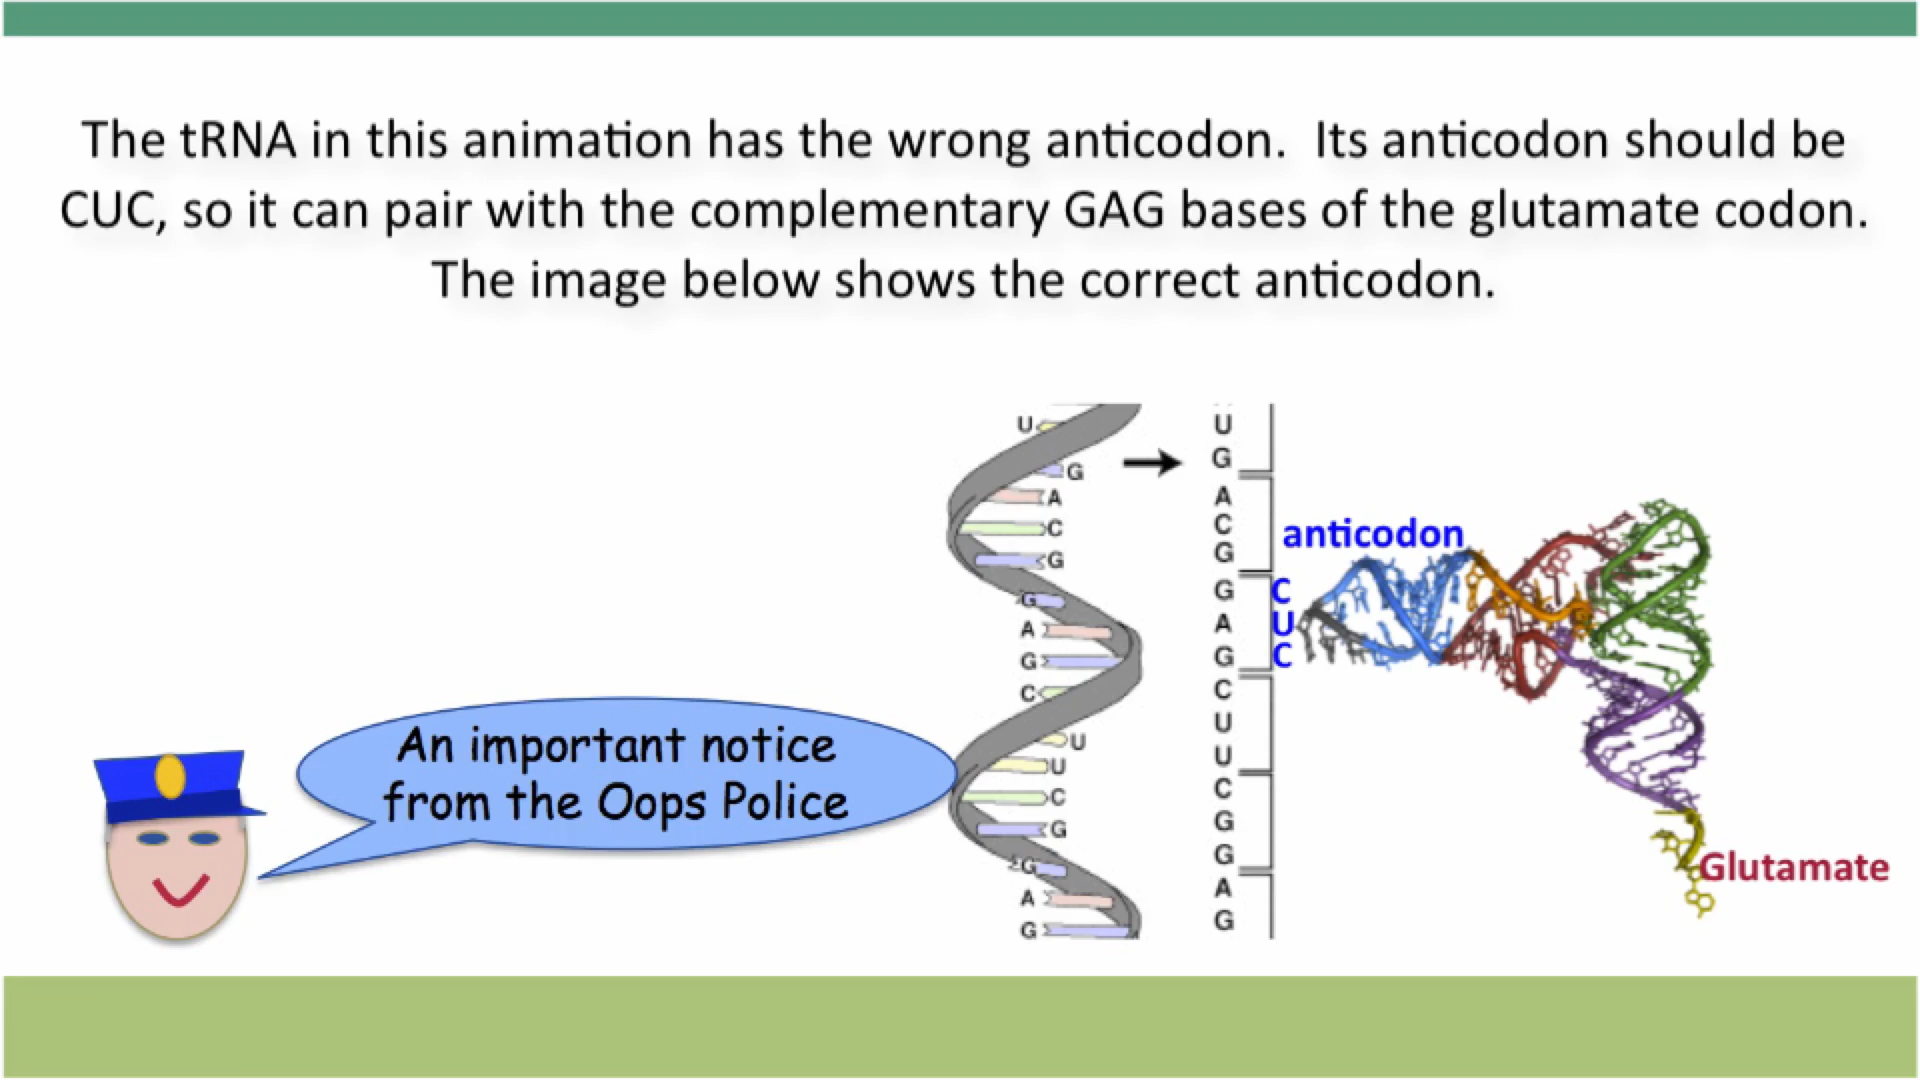 The tRNA in this animation has the wrong anticodon.  Its anticodon should be
CUC, so it can pair with the complementary GAG bases of the glutamate codon.
The image below shows the correct anticodon.
An important notice
from the Oops Police
U
G
A
C
G
G
A
G
C
U
U
C
G
G
A
G
U
G
A
C
G
G
A
G
C
U
U
C
G
G
A
G
anticodon
C
U
C
Glutamate